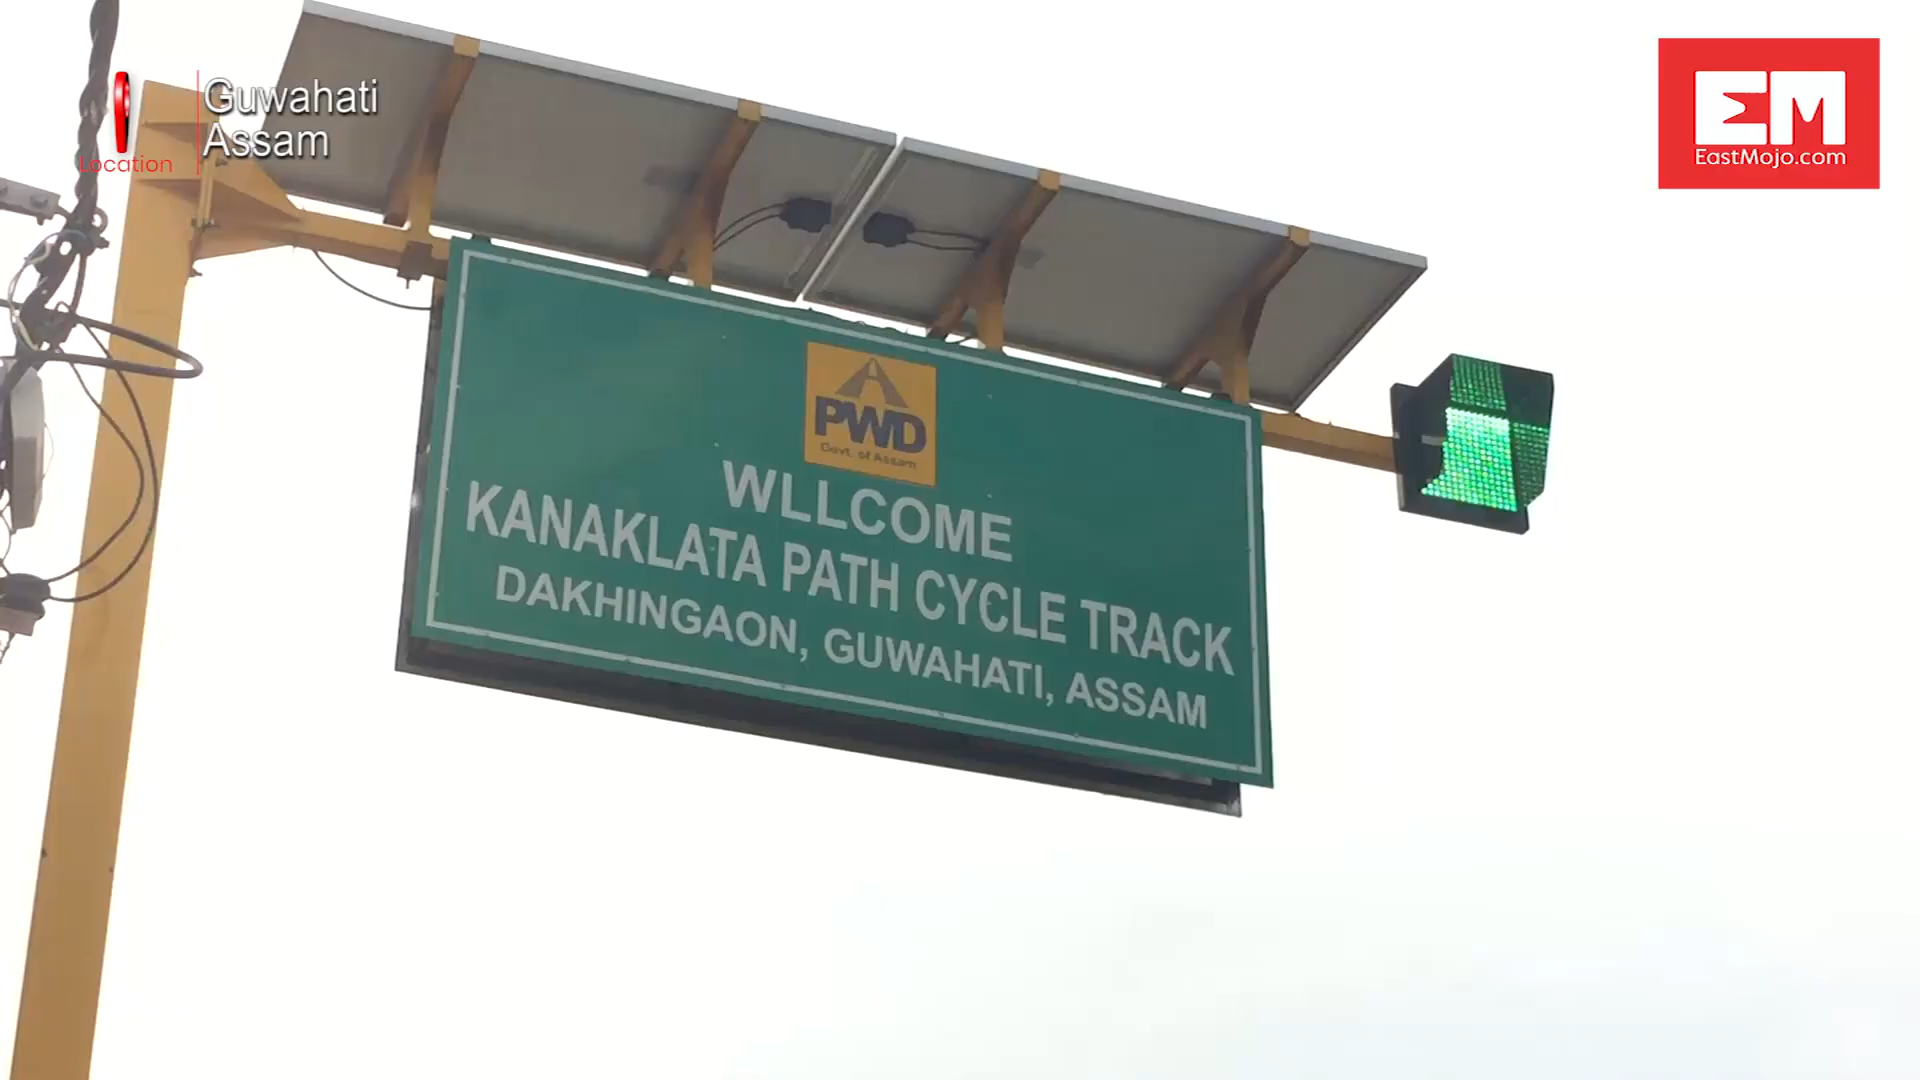 Guwahati
Assam
Location
EM
EastMojo.com
PWD
Govt. of Assam
WLLCOME
KANAKLATA PATH CYCLE TRACK
DAKHINGAON, GUWAHATI, ASSAM